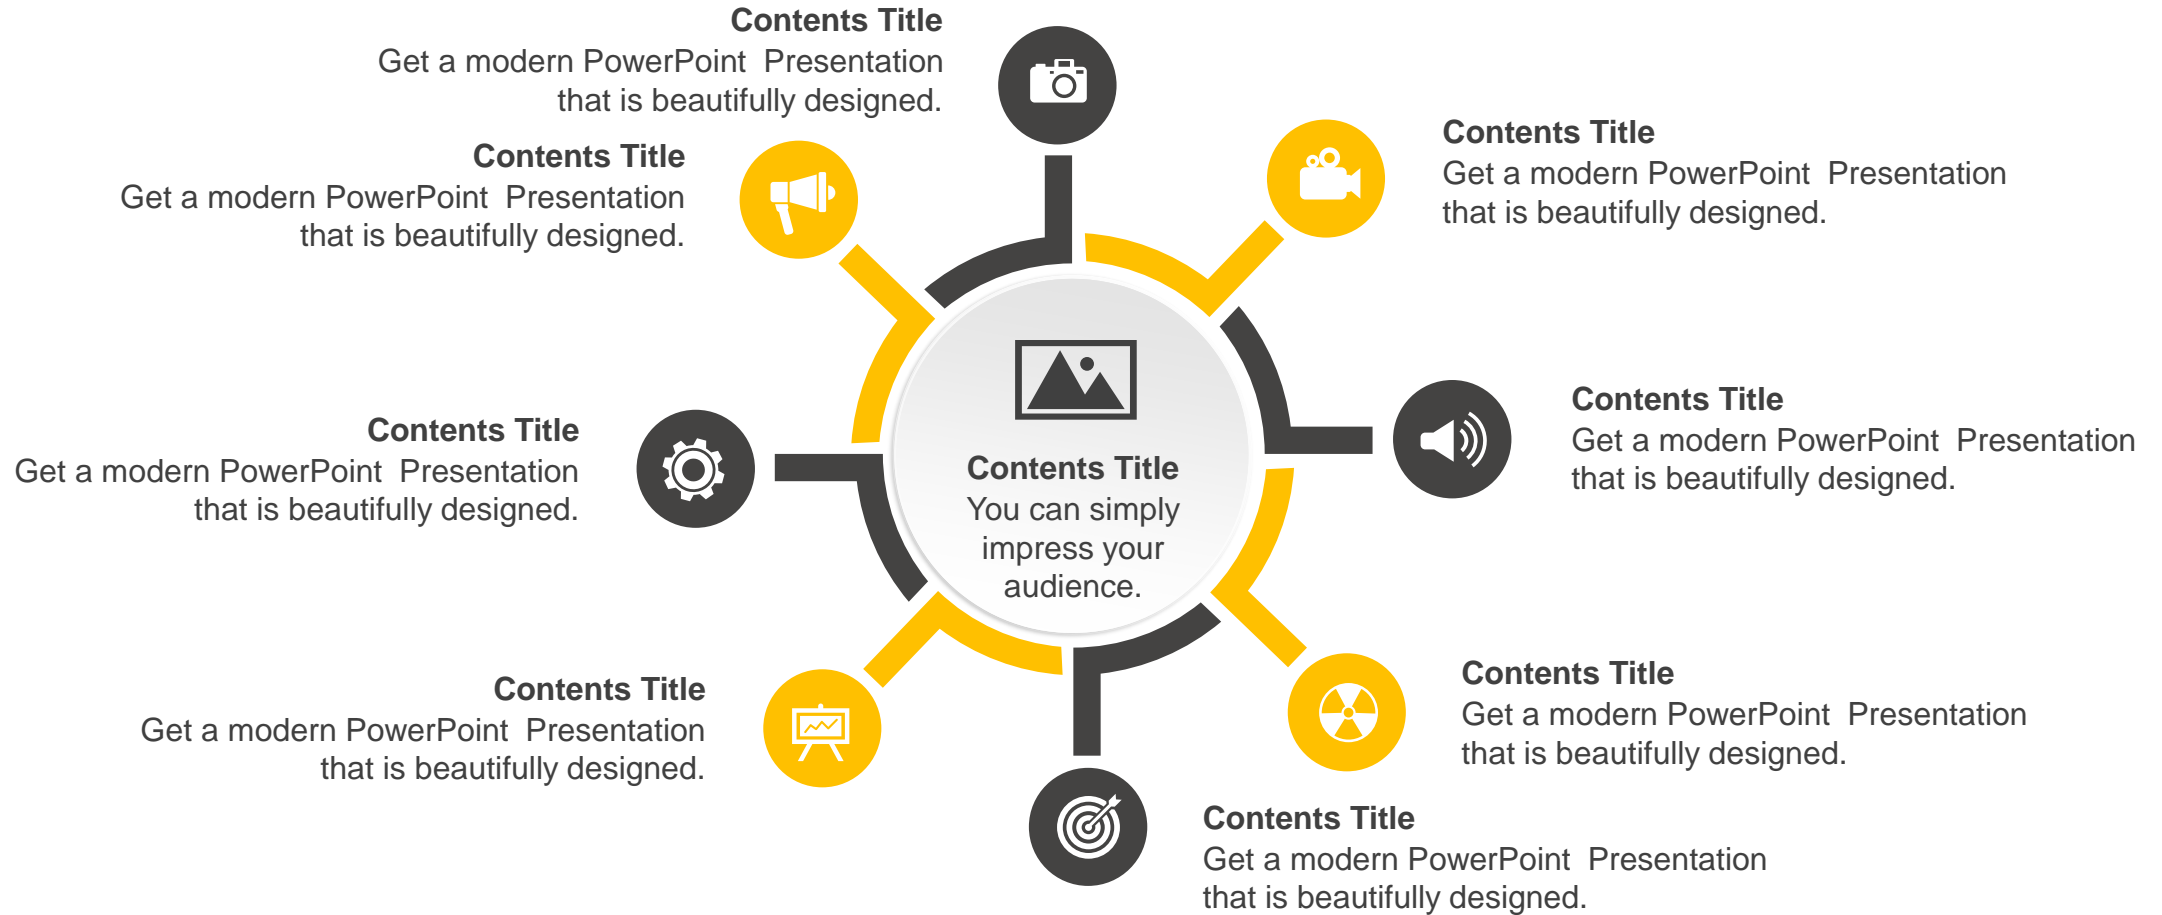 Contents Title
Get a modern PowerPoint  Presentation
that is beautifully designed.
Contents Title
Get a modern PowerPoint  Presentation
that is beautifully designed.
Contents Title
Get a modern PowerPoint  Presentation
that is beautifully designed.
Contents Title
Get a modern PowerPoint  Presentation
that is beautifully designed.
Contents Title
You can simply
impress your
audience.
Contents Title
Get a modern PowerPoint  Presentation
that is beautifully designed.
Contents Title
Get a modern PowerPoint  Presentation
that is beautifully designed.
Contents Title
Get a modern PowerPoint  Presentation
that is beautifully designed.
Contents Title
Get a modern PowerPoint  Presentation
that is beautifully designed.